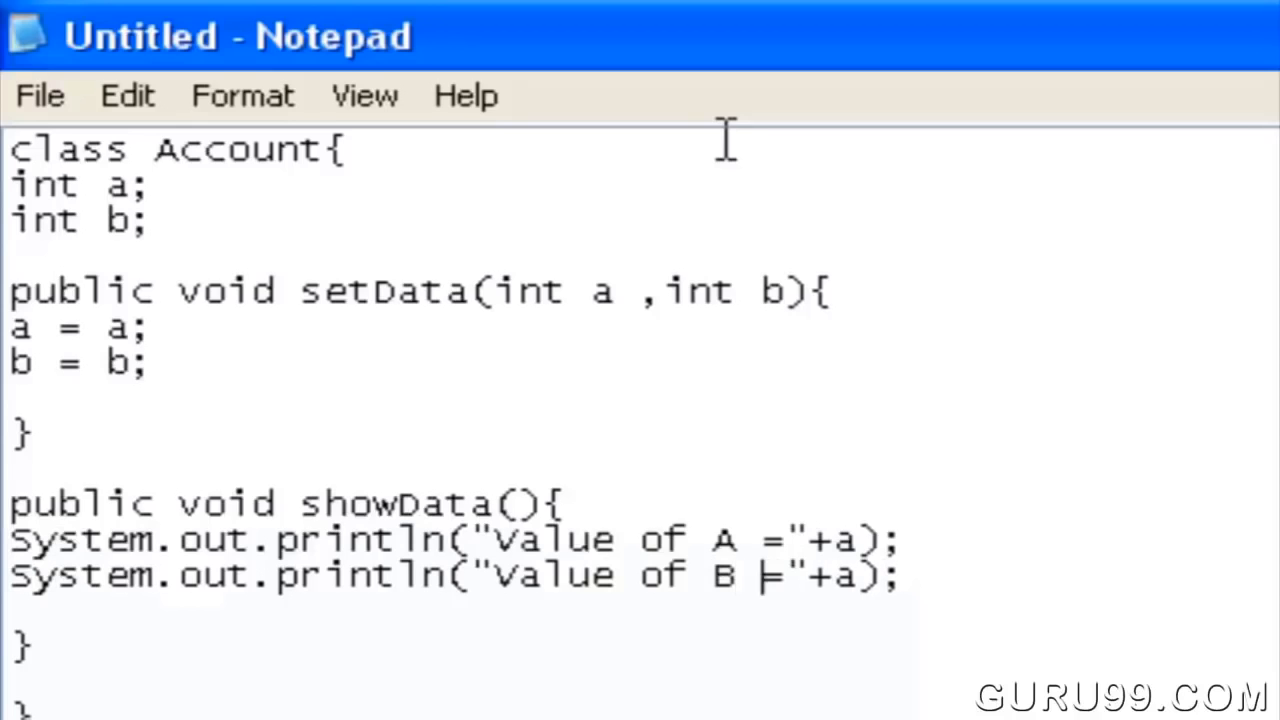 Untitled - Notepad
File Edit Format View Help
class Account{
int a;
int b;
public void setData(int a ,int b){
a = a;
b = b;
}
public void showData(){
System.out.println("Value of A ="+a);
System.out.println("Value of B ="+a);
}
}
GURU99.COM